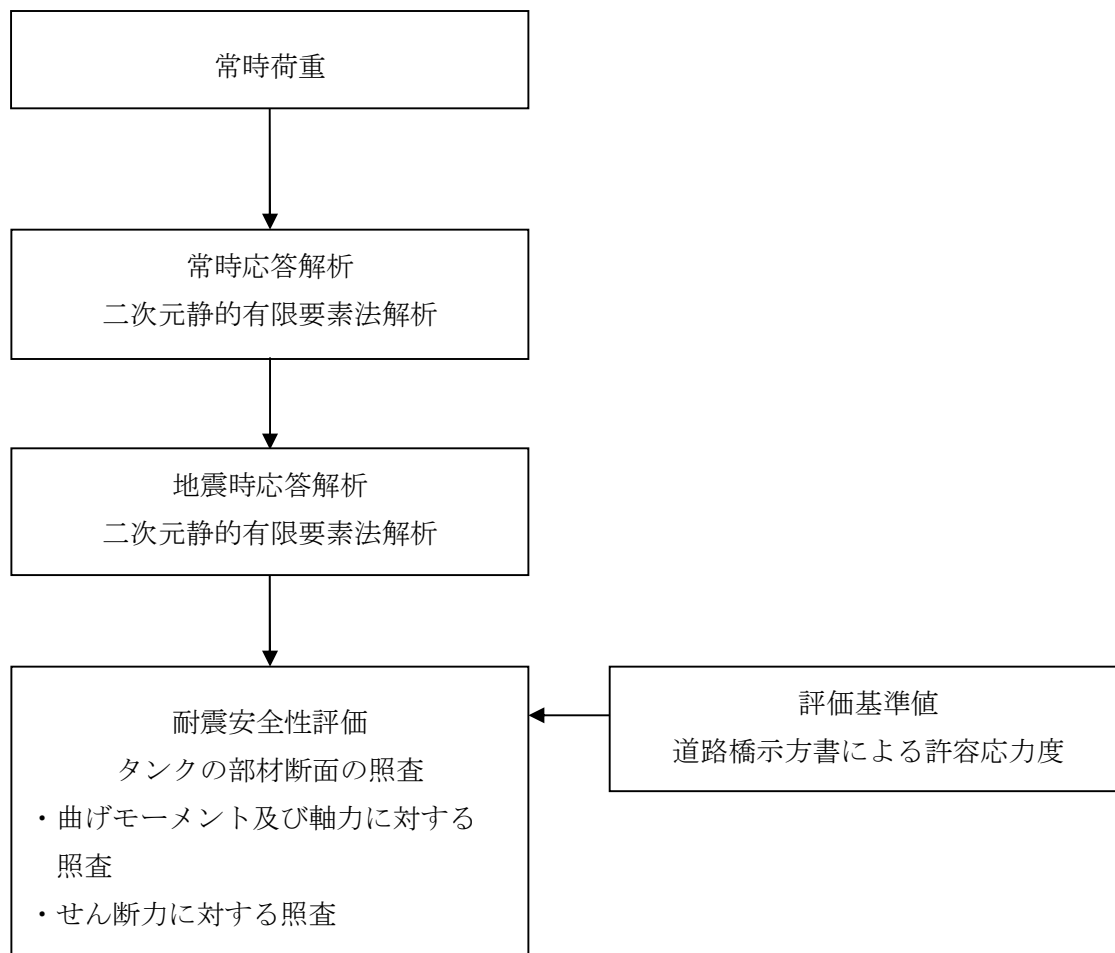 常時荷重
常時応答解析
二次元静的有限要素法解析
地震時応答解析
二次元静的有限要素法解析
耐震安全性評価
タンクの部材断面の照査
・曲げモーメント及び軸力に対する
照査
・せん断力に対する照査
評価基準値
道路橋示方書による許容応力度